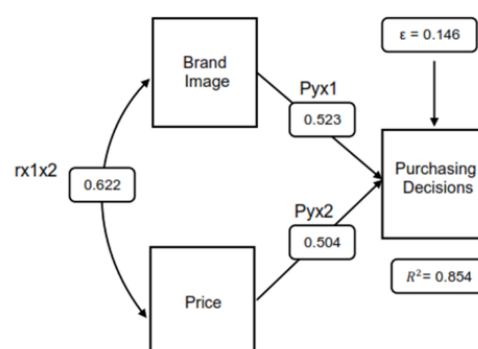 ε = 0.146
Brand
Image
Pyx1
0.523
rx1x2
0.622
Purchasing
Decisions
Pyx2
0.504
R²= 0.854
Price